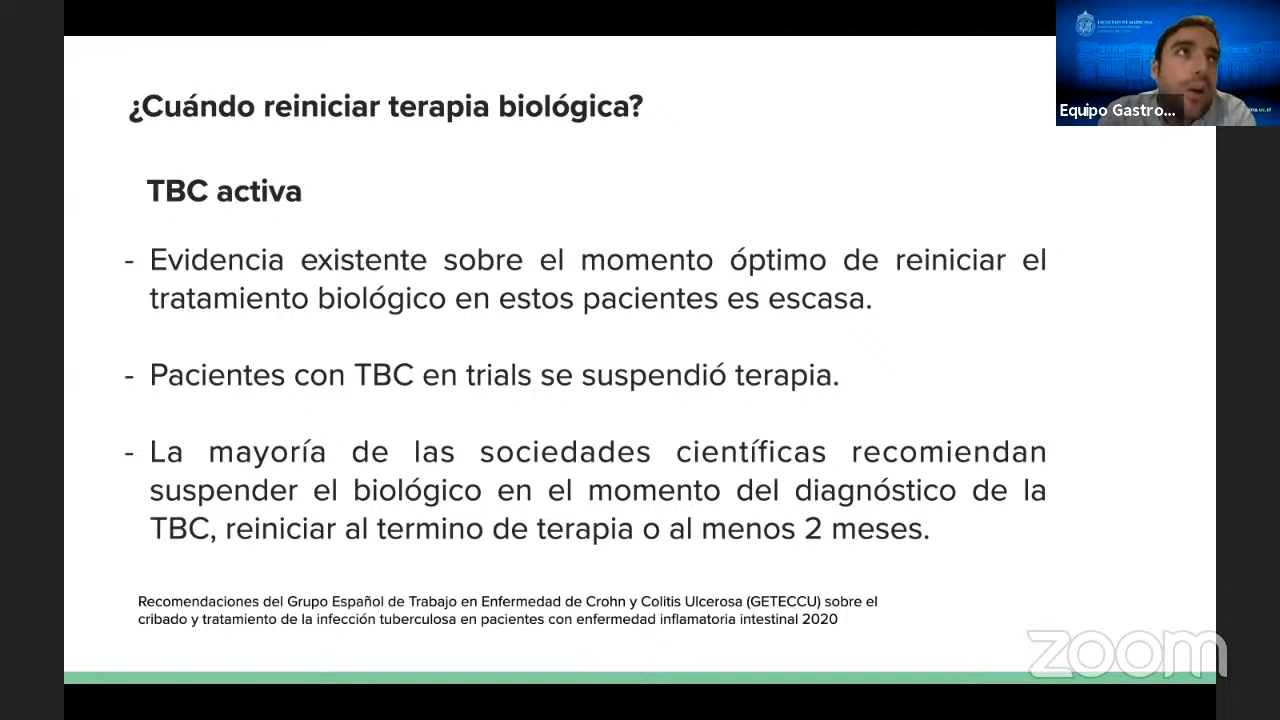 ¿Cuándo reiniciar terapia biológica?
TBC activa
- Evidencia existente sobre el momento óptimo de reiniciar el
tratamiento biológico en estos pacientes es escasa.
- Pacientes con TBC en trials se suspendió terapia.
- La mayoría de las sociedades científicas recomiendan
suspender el biológico en el momento del diagnóstico de la
TBC, reiniciar al termino de terapia o al menos 2 meses.
Recomendaciones del Grupo Español de Trabajo en Enfermedad de Crohn y Colitis Ulcerosa (GETECCU) sobre el
cribado y tratamiento de la infección tuberculosa en pacientes con enfermedad inflamatoria intestinal 2020
FACULTAD DE MEDICINA
Equipo Gastro...
zoom